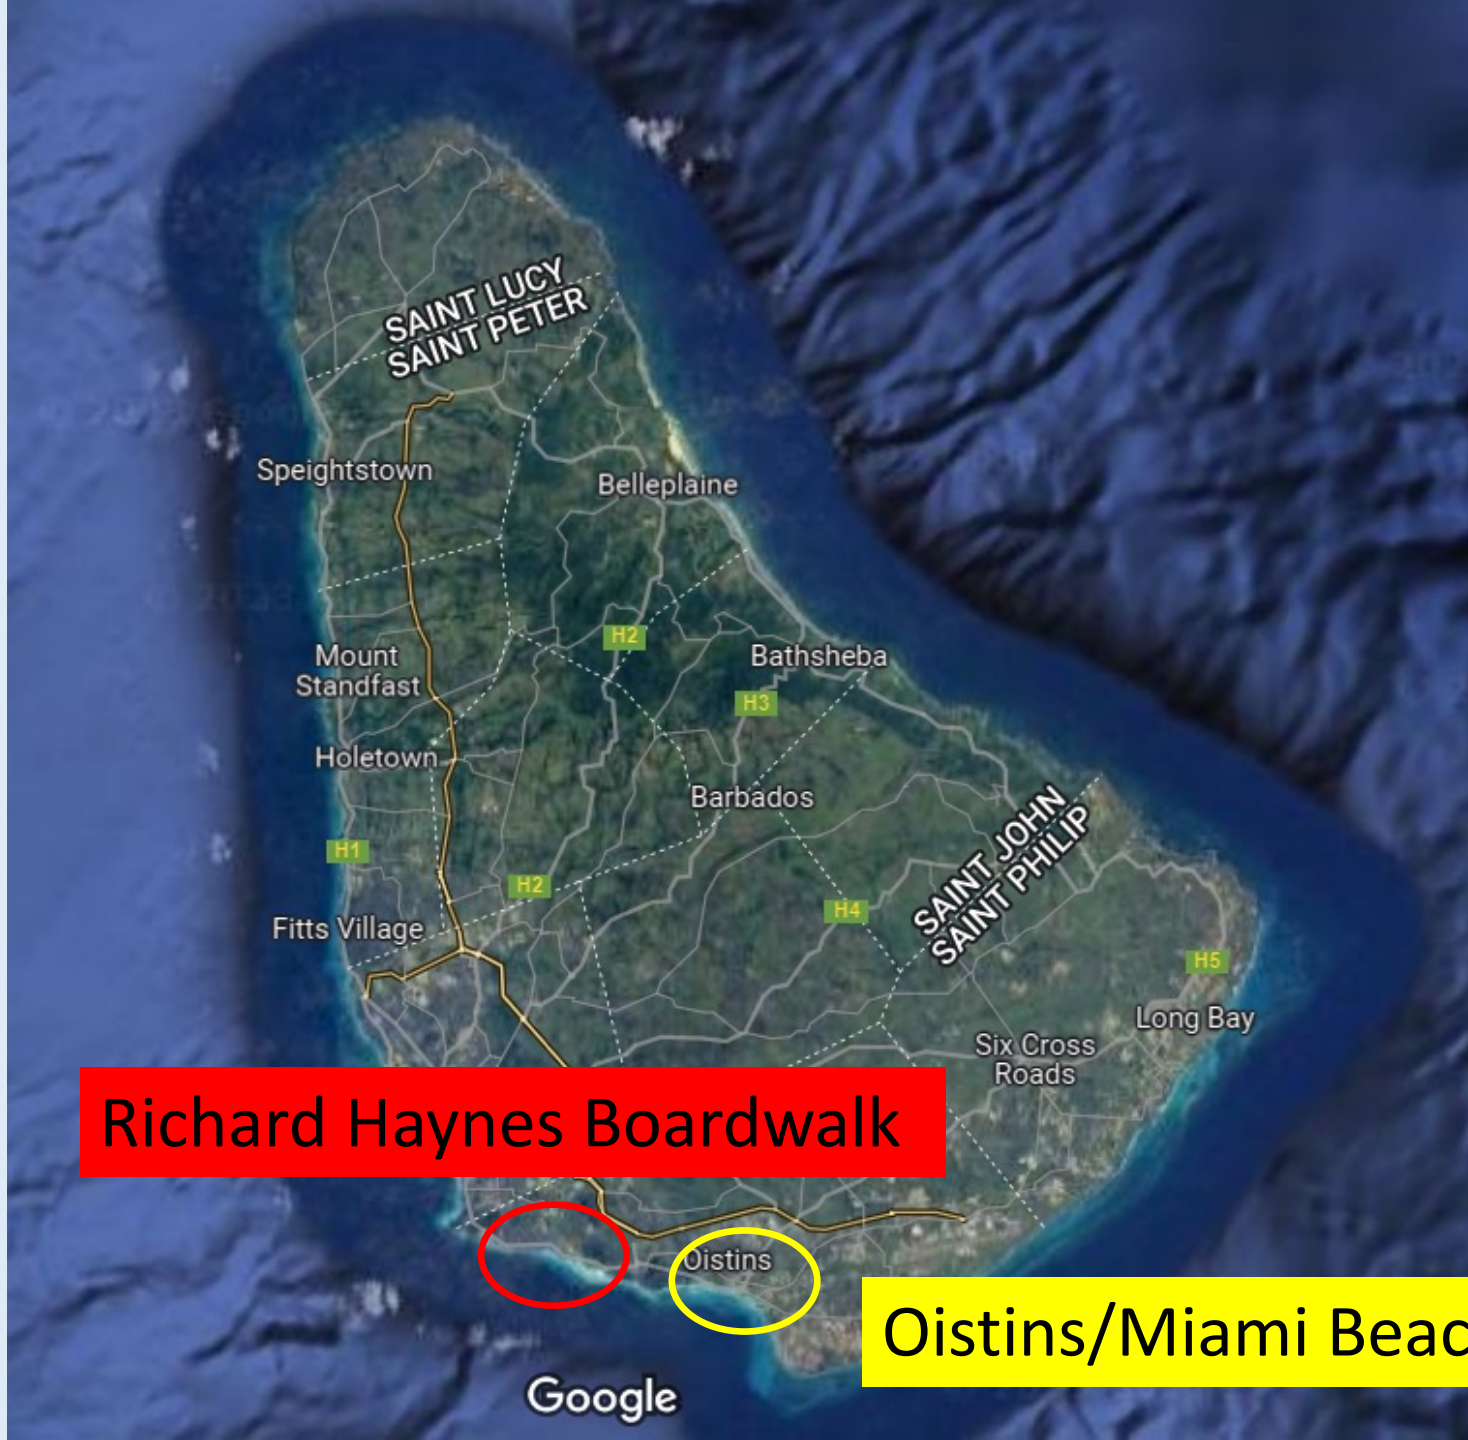 SAINT LUCY
SAINT PETER
Speightstown
Belleplaine
H2
Mount
Standfast
Bathsheba
H3
Holetown
Barbados
H1
H2
H4
SAINT JOHN
SAINT PHILIP
Fitts Village
H5
Long Bay
Six Cross
Roads
Richard Haynes Boardwalk
Oistins
Oistins/Miami Beac
Google